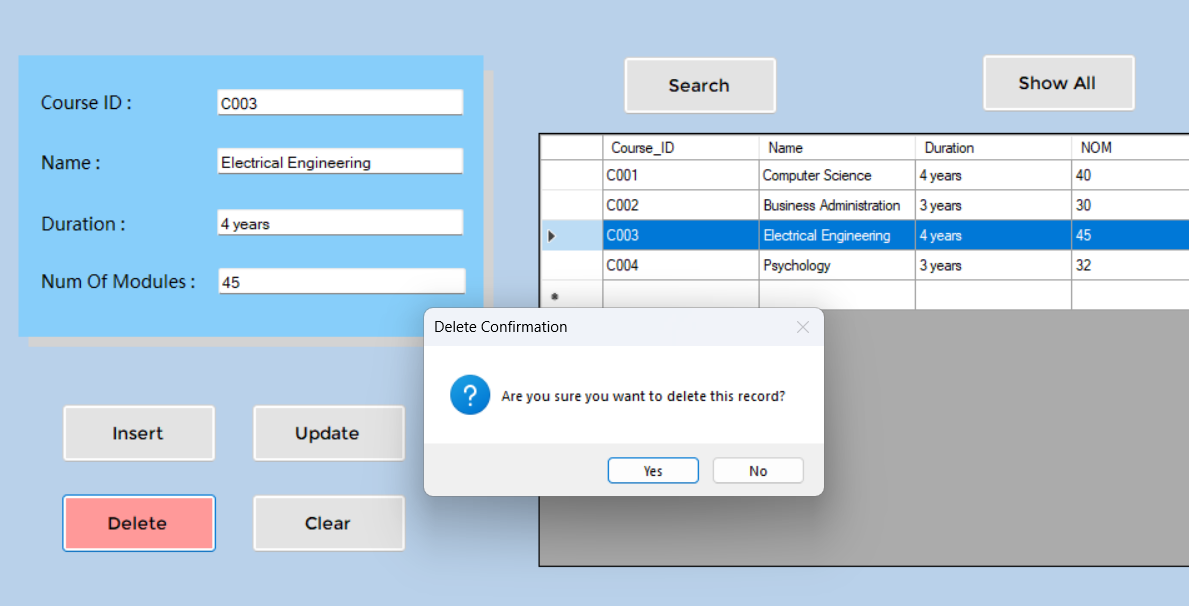 Search
Show All
Course ID :
C003
Name :
Electrical Engineering
Duration :
4 years
Num Of Modules :
45
Course_ID Name Duration NOM
C001 Computer Science 4 years 40
C002 Business Administration 3 years 30
C003 Electrical Engineering 4 years 45
C004 Psychology 3 years 32
Delete Confirmation
Are you sure you want to delete this record?
Yes
No
Insert
Update
Delete
Clear